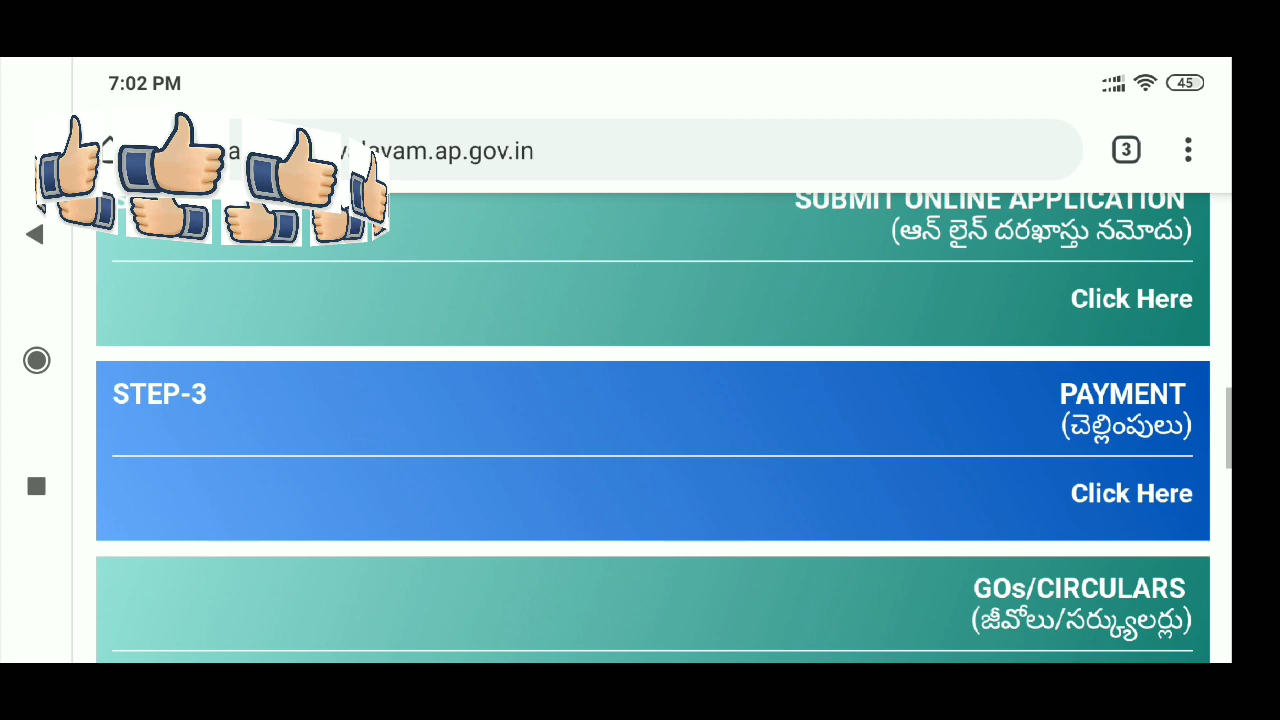 7:02 PM
45
vam.ap.gov.in
3
SUBMIT ONLINE APPLICATION
(ఆన్ లైన్ దరఖాస్తు నమోదు)
Click Here
STEP-3
PAYMENT
(చెల్లింపులు)
Click Here
GOs/CIRCULARS
(జీవోలు/సర్క్యులర్లు)